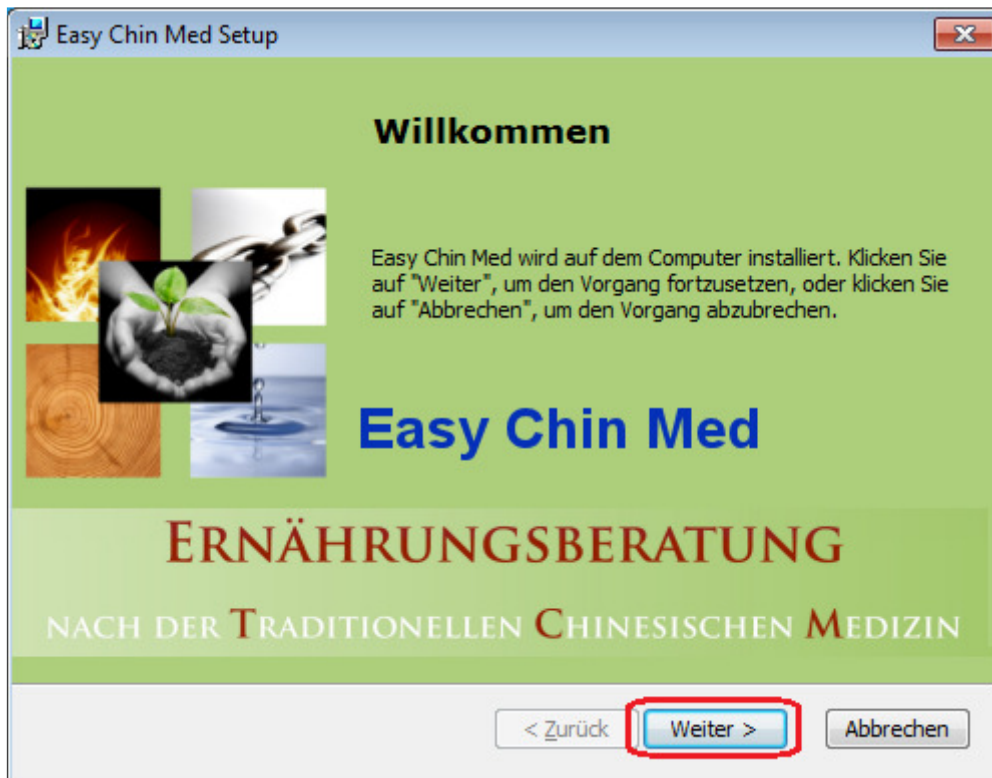 Easy Chin Med Setup
Willkommen
Easy Chin Med wird auf dem Computer installiert. Klicken Sie
auf "Weiter", um den Vorgang fortzusetzen, oder klicken Sie
auf "Abbrechen", um den Vorgang abzubrechen.
Easy Chin Med
ERNÄHRUNGSBERATUNG
NACH DER TRADITIONELLEN CHINESISCHEN MEDIZIN
< Zurück
Weiter >
Abbrechen